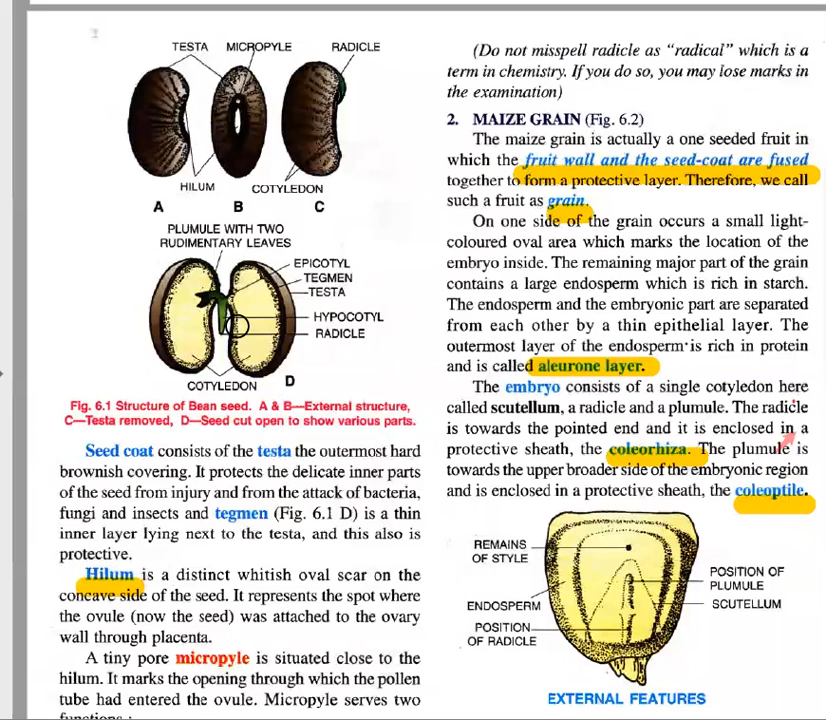 TESTA MICROPYLE RADICLE
HILUM COTYLEDON
A B C
PLUMULE WITH TWO
RUDIMENTARY LEAVES
EPICOTYL
TEGMEN
TESTA
HYPOCOTYL
RADICLE
COTYLEDON D
Fig. 6.1 Structure of Bean seed. A & B—External structure,
C—Testa removed, D—Seed cut open to show various parts.
Seed coat consists of the testa the outermost hard
brownish covering. It protects the delicate inner parts
of the seed from injury and from the attack of bacteria,
fungi and insects and tegmen (Fig. 6.1 D) is a thin
inner layer lying next to the testa, and this also is
protective.
Hilum is a distinct whitish oval scar on the
concave side of the seed. It represents the spot where
the ovule (now the seed) was attached to the ovary
wall through placenta.
A tiny pore micropyle is situated close to the
hilum. It marks the opening through which the pollen
tube had entered the ovule. Micropyle serves two
functions :
(Do not misspell radicle as “radical” which is a
term in chemistry. If you do so, you may lose marks in
the examination)
2. MAIZE GRAIN (Fig. 6.2)
The maize grain is actually a one seeded fruit in
which the fruit wall and the seed-coat are fused
together to form a protective layer. Therefore, we call
such a fruit as grain.
On one side of the grain occurs a small light-
coloured oval area which marks the location of the
embryo inside. The remaining major part of the grain
contains a large endosperm which is rich in starch.
The endosperm and the embryonic part are separated
from each other by a thin epithelial layer. The
outermost layer of the endosperm is rich in protein
and is called aleurone layer.
The embryo consists of a single cotyledon here
called scutellum, a radicle and a plumule. The radicle
is towards the pointed end and it is enclosed in a
protective sheath, the coleorhiza. The plumule is
towards the upper broader side of the embryonic region
and is enclosed in a protective sheath, the coleoptile.
REMAINS
OF STYLE
ENDOSPERM
POSITION
OF RADICLE
POSITION OF
PLUMULE
SCUTELLUM
EXTERNAL FEATURES